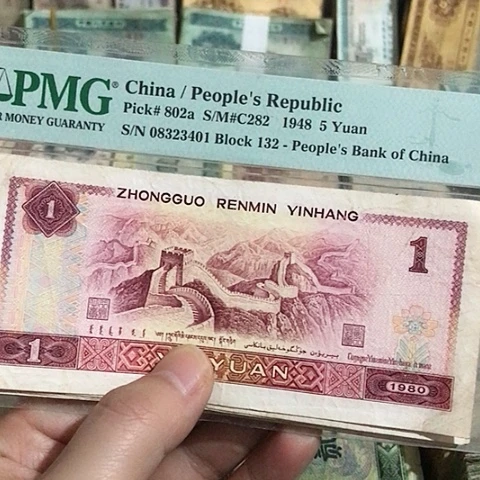 PMG®
MONEY GUARANTY
China / People's Republic
Pick# 802a S/M#C282 1948 5 Yuan
S/N 08323401 Block 132 - People's Bank of China
1
ZHONGGUO RENMIN YINHANG
1
1
YUAN
1980